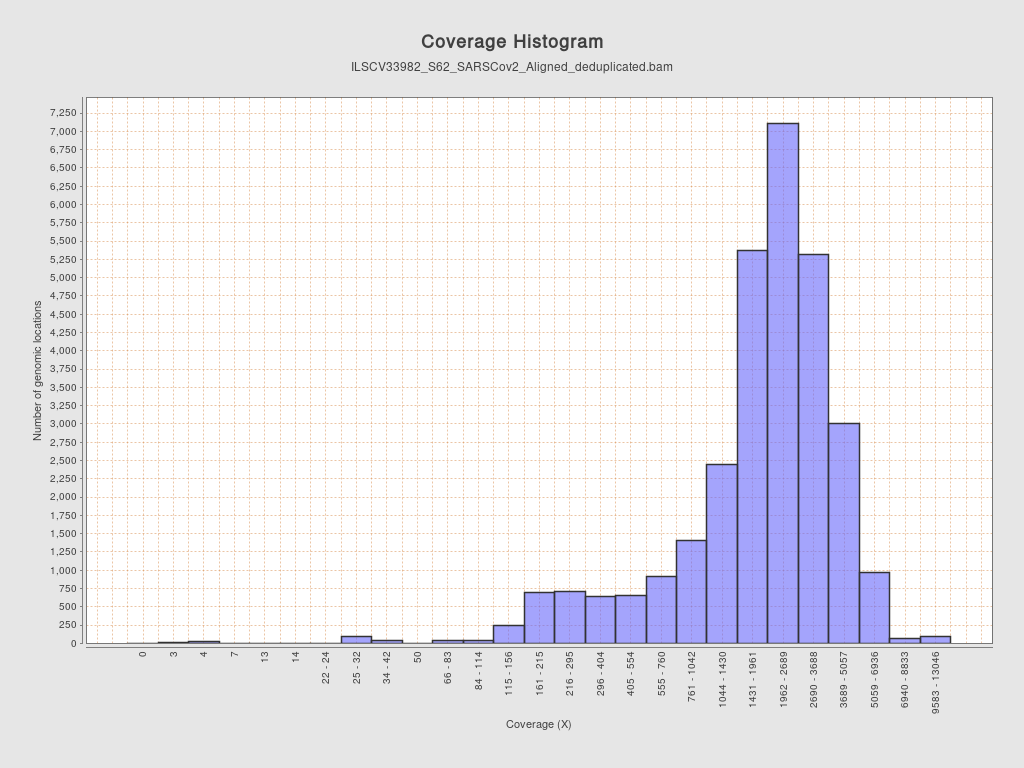 Coverage Histogram
ILSCV33982_S62_SARSCov2_Aligned_deduplicated.bam
Number of genomic locations
7,250
7,000
6,750
6,500
6,250
6,000
5,750
5,500
5,250
5,000
4,750
4,500
4,250
4,000
3,750
3,500
3,250
3,000
2,750
2,500
2,250
2,000
1,750
1,500
1,250
1,000
750
500
250
0
0
3
4
7
13
14
22 - 24
25 - 32
34 - 42
50
66 - 83
84 - 114
115 - 156
161 - 215
216 - 295
296 - 404
405 - 554
555 - 760
761 - 1042
1044 - 1430
1431 - 1961
1962 - 2689
2690 - 3688
3689 - 5057
5059 - 6936
6940 - 8833
9583 - 13046
Coverage (X)